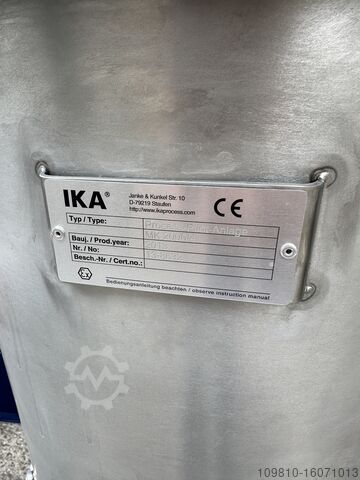 IKA®
Janke & Kunkel Str. 10
D-79219 Staufen
http://www.ikaprocess.com
CE
Typ / Type:
Bauj. / Prod.year:
Nr. / No:
Besch.-Nr. / Cert.no.:
Ex
Bedienungsanleitung beachten / observe instruction manual
109810-16071013